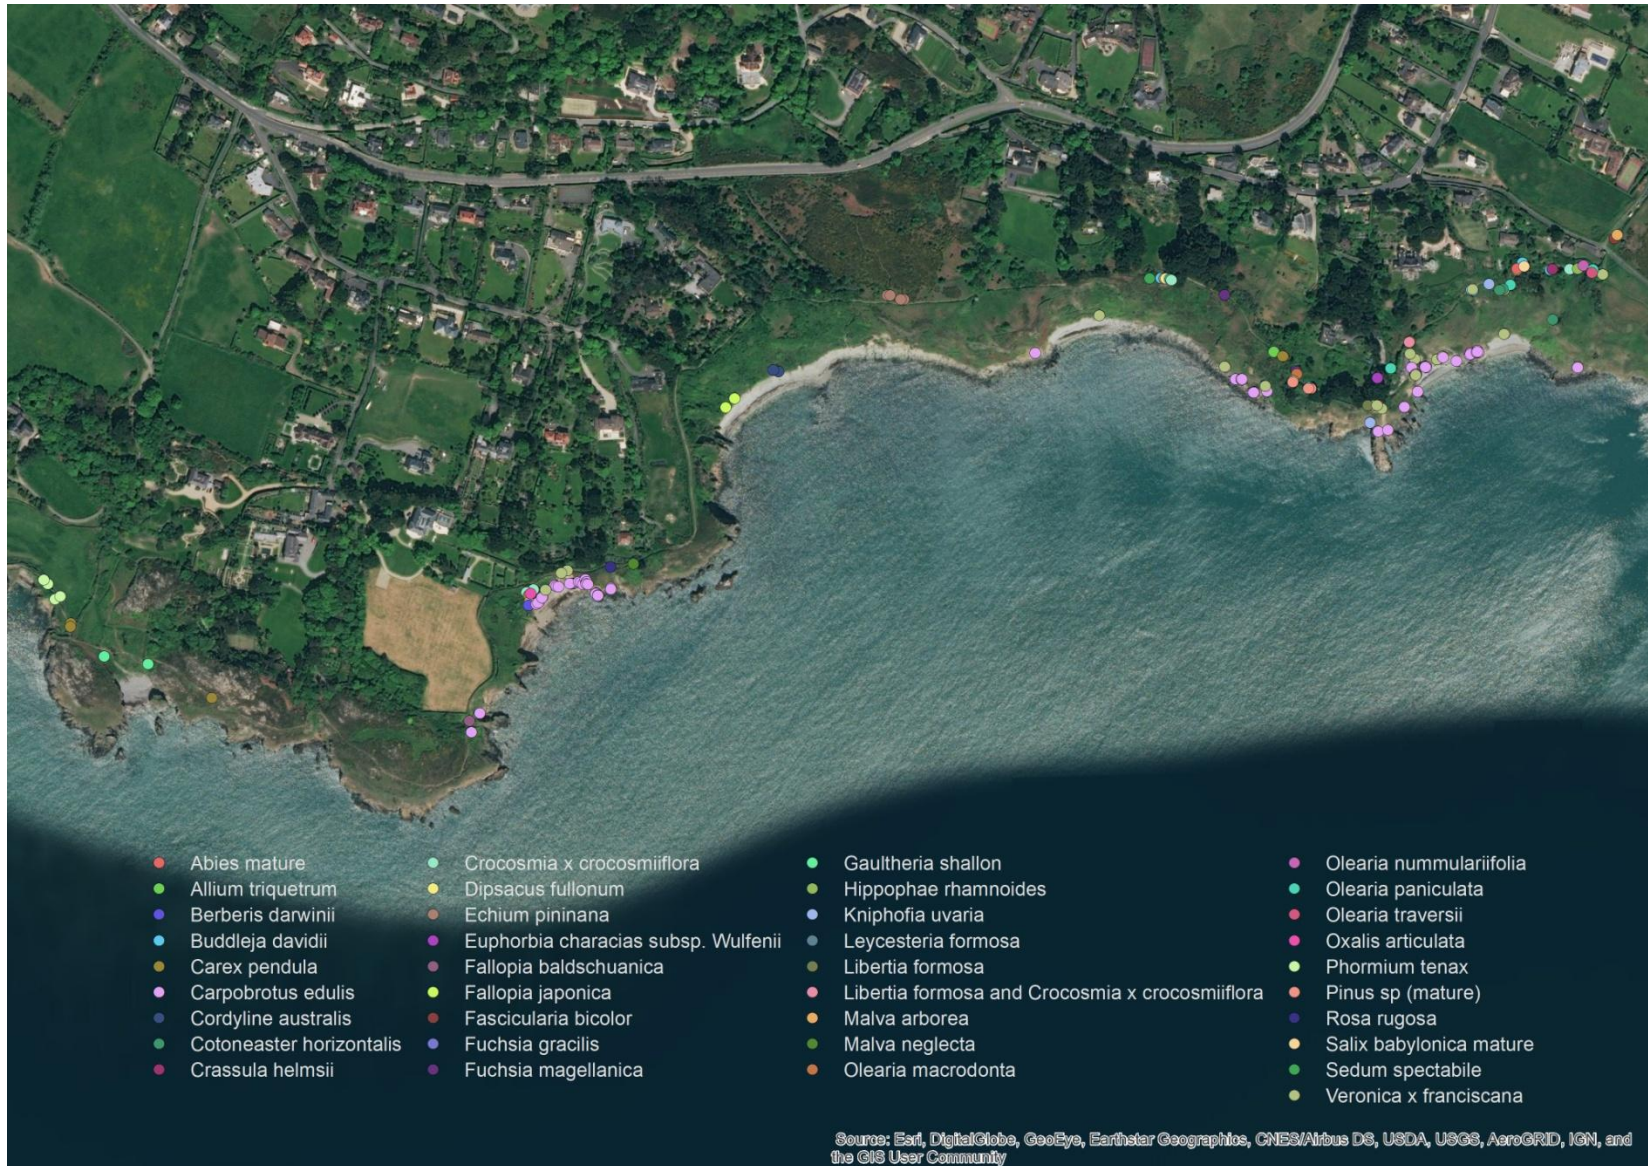 Abies mature
Allium triquetrum
Berberis darwinii
Buddleja davidii
Carex pendula
Carpobrotus edulis
Cordyline australis
Cotoneaster horizontalis
Crassula helmsii
Crocosmia x crocosmiiflora
Dipsacus fullonum
Echium pininana
Euphorbia characias subsp. Wulfenii
Fallopia baldschuanica
Fallopia japonica
Fascicularia bicolor
Fuchsia gracilis
Fuchsia magellanica
Gaultheria shallon
Hippophae rhamnoides
Kniphofia uvaria
Leycesteria formosa
Libertia formosa
Libertia formosa and Crocosmia x crocosmiiflora
Malva arborea
Malva neglecta
Olearia macrodonta
Olearia nummulariifolia
Olearia paniculata
Olearia traversii
Oxalis articulata
Phormium tenax
Pinus sp (mature)
Rosa rugosa
Salix babylonica mature
Sedum spectabile
Veronica x franciscana
Source: Esri, DigitalGlobe, GeoEye, Earthstar Geographics, CNES/Airbus DS, USDA, USGS, AeroGRID, IGN, and
the GIS User Community